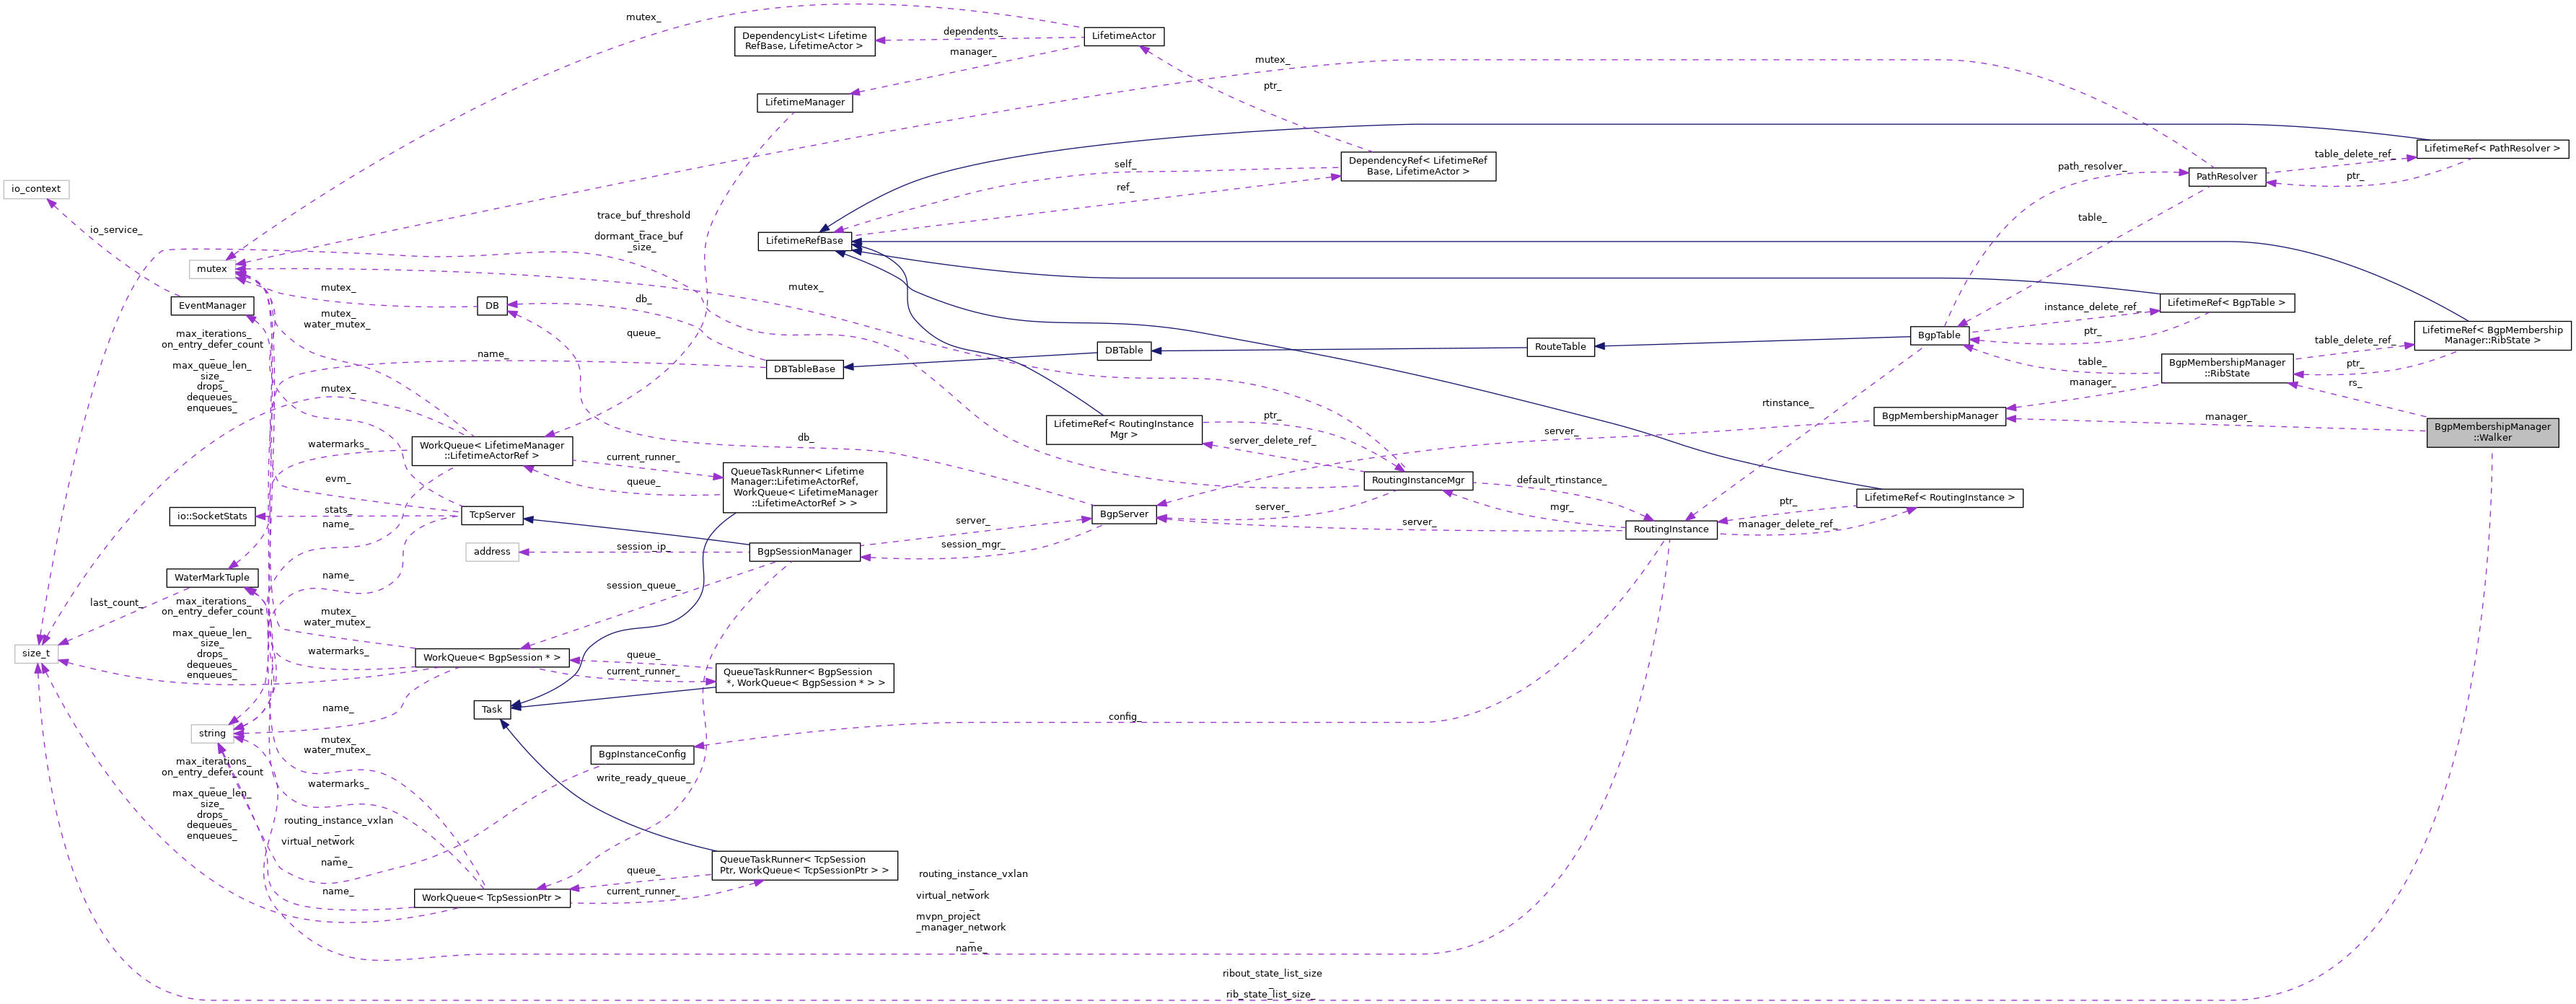 mutex_
DependencyList< Lifetime
RefBase, LifetimeActor >
dependents_
LifetimeActor
manager_
mutex_
ptr_
LifetimeManager
LifetimeRef< PathResolver >
table_delete_ref_
DependencyRef< LifetimeRef
Base, LifetimeActor >
self_
path_resolver_
PathResolver
ptr_
io_context
ref_
trace_buf_threshold
_
dormant_trace_buf
_size_
table_
io_service_
LifetimeRefBase
mutex
mutex_
mutex_
EventManager
DB
db_
LifetimeRef< BgpTable >
instance_delete_ref_
mutex_
water_mutex_
queue_
ptr_
BgpTable
LifetimeRef< BgpMembership
Manager::RibState >
table_delete_ref_
max_iterations_
on_entry_defer_count
_
max_queue_len_
size_
drops_
dequeues_
enqueues_
name_
DBTableBase
DBTable
RouteTable
table_
BgpMembershipManager
::RibState
ptr_
manager_
rs_
mutex_
rtinstance_
LifetimeRef< RoutingInstance
Mgr >
ptr_
BgpMembershipManager
manager_
BgpMembershipManager
::Walker
server_
server_delete_ref_
db_
watermarks_
WorkQueue< LifetimeManager
::LifetimeActorRef >
current_runner_
queue_
QueueTaskRunner< Lifetime
Manager::LifetimeActorRef,
WorkQueue< LifetimeManager
::LifetimeActorRef > >
evm_
RoutingInstanceMgr
default_rtinstance_
LifetimeRef< RoutingInstance >
ptr_
mgr_
server_
io::SocketStats
stats_
name_
TcpServer
BgpServer
server_
server_
RoutingInstance
manager_delete_ref_
session_mgr_
address
session_ip_
BgpSessionManager
WaterMarkTuple
name_
session_queue_
last_count_
max_iterations_
on_entry_defer_count
_
max_queue_len_
size_
drops_
dequeues_
enqueues_
mutex_
water_mutex_
size_t
watermarks_
WorkQueue< BgpSession * >
queue_
current_runner_
QueueTaskRunner< BgpSession
*, WorkQueue< BgpSession * > >
name_
Task
config_
string
mutex_
water_mutex_
BgpInstanceConfig
max_iterations_
on_entry_defer_count
_
max_queue_len_
size_
drops_
dequeues_
enqueues_
watermarks_
write_ready_queue_
routing_instance_vxlan
_
virtual_network
_
name_
QueueTaskRunner< TcpSession
Ptr, WorkQueue< TcpSessionPtr > >
queue_
current_runner_
name_
WorkQueue< TcpSessionPtr >
routing_instance_vxlan
_
virtual_network
_
mvpn_project
_manager_network
_
name_
ribout_state_list_size
_
rib_state_list_size_